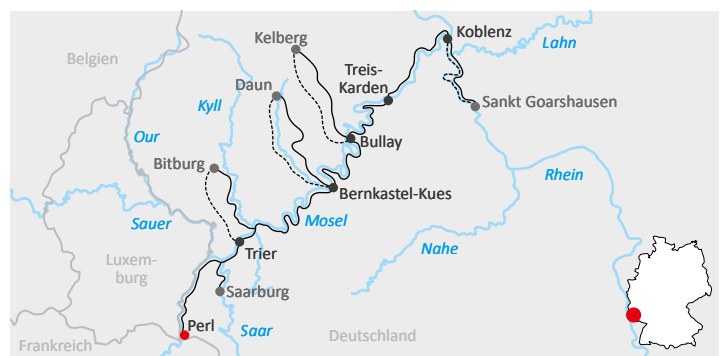 Koblenz
Kelberg
Lahn
Belgien
Treis-
Karden
Daun
Kyll
Sankt Goarshausen
Our
Bullay
Bitburg
Rhein
Bernkastel-Kues
Sauer
Mosel
Nahe
Trier
Luxem-
burg
Saarburg
Perl
Saar
Deutschland
Frankreich